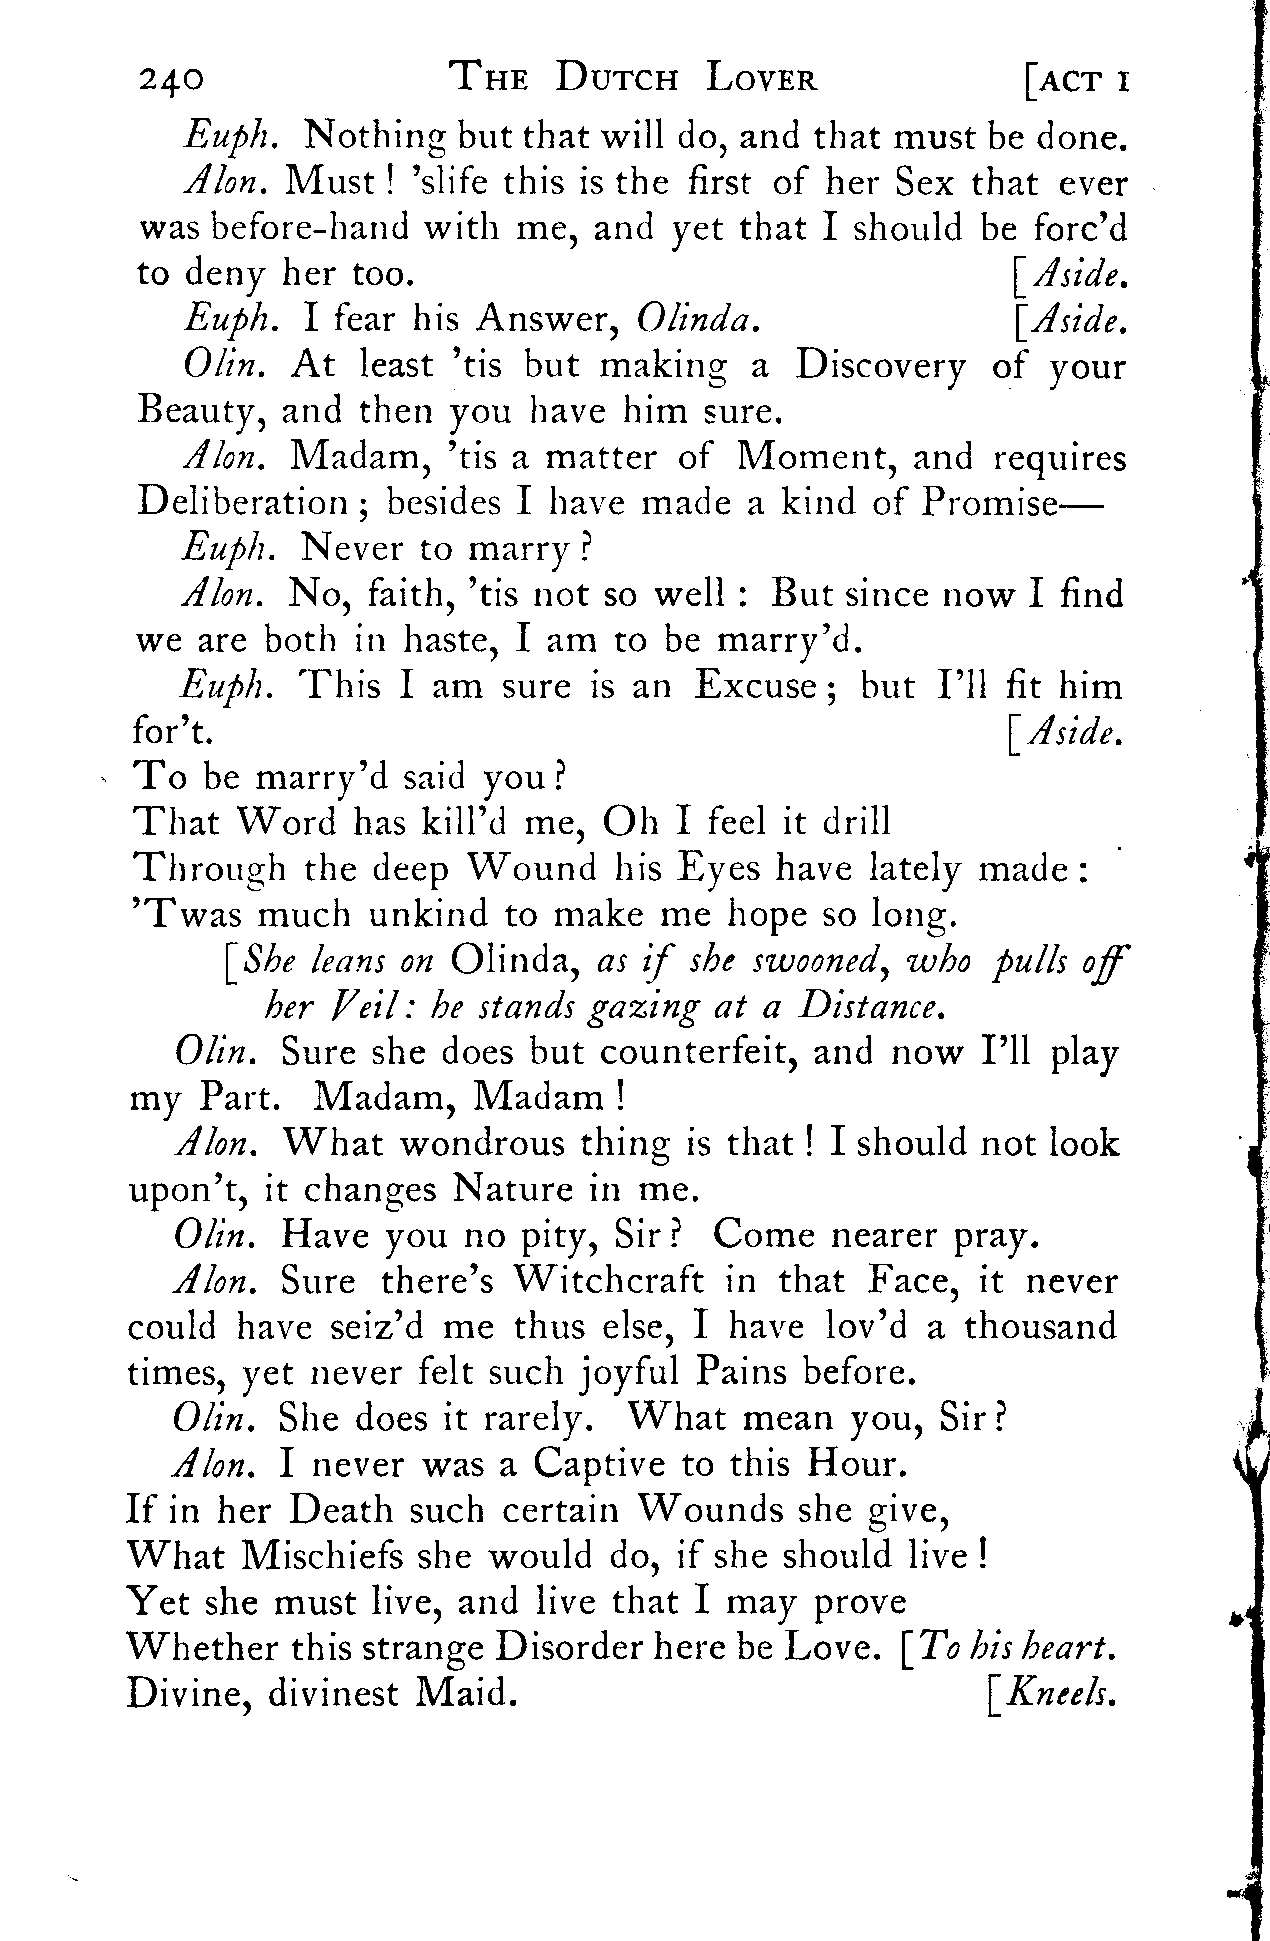 240 The Dutch Lover [ACT I
Euph. Nothing but that will do, and that must be done.
Alon. Must ! 'slife this is the first of her Sex that ever
was before-hand with me, and yet that I should be forc'd
to deny her too. [Aside.
Euph. I fear his Answer, Olinda. [Aside.
Olin. At least 'tis but making a Discovery of your
Beauty, and then you have him sure.
Alon. Madam, 'tis a matter of Moment, and requires
Deliberation ; besides I have made a kind of Promise—
Euph. Never to marry ?
Alon. No, faith, 'tis not so well : But since now I find
we are both in haste, I am to be marry'd.
Euph. This I am sure is an Excuse ; but I'll fit him
for't. [Aside.
To be marry'd said you ?
That Word has kill'd me, Oh I feel it drill
Through the deep Wound his Eyes have lately made :
'Twas much unkind to make me hope so long.
[She leans on Olinda, as if she swooned, who pulls off
her Veil : he stands gazing at a Distance.
Olin. Sure she does but counterfeit, and now I'll play
my Part. Madam, Madam !
Alon. What wondrous thing is that ! I should not look
upon't, it changes Nature in me.
Olin. Have you no pity, Sir ? Come nearer pray.
Alon. Sure there's Witchcraft in that Face, it never
could have seiz'd me thus else, I have lov'd a thousand
times, yet never felt such joyful Pains before.
Olin. She does it rarely. What mean you, Sir ?
Alon. I never was a Captive to this Hour.
If in her Death such certain Wounds she give,
What Mischiefs she would do, if she should live !
Yet she must live, and live that I may prove
Whether this strange Disorder here be Love. [To his heart.
Divine, divinest Maid. [Kneels.